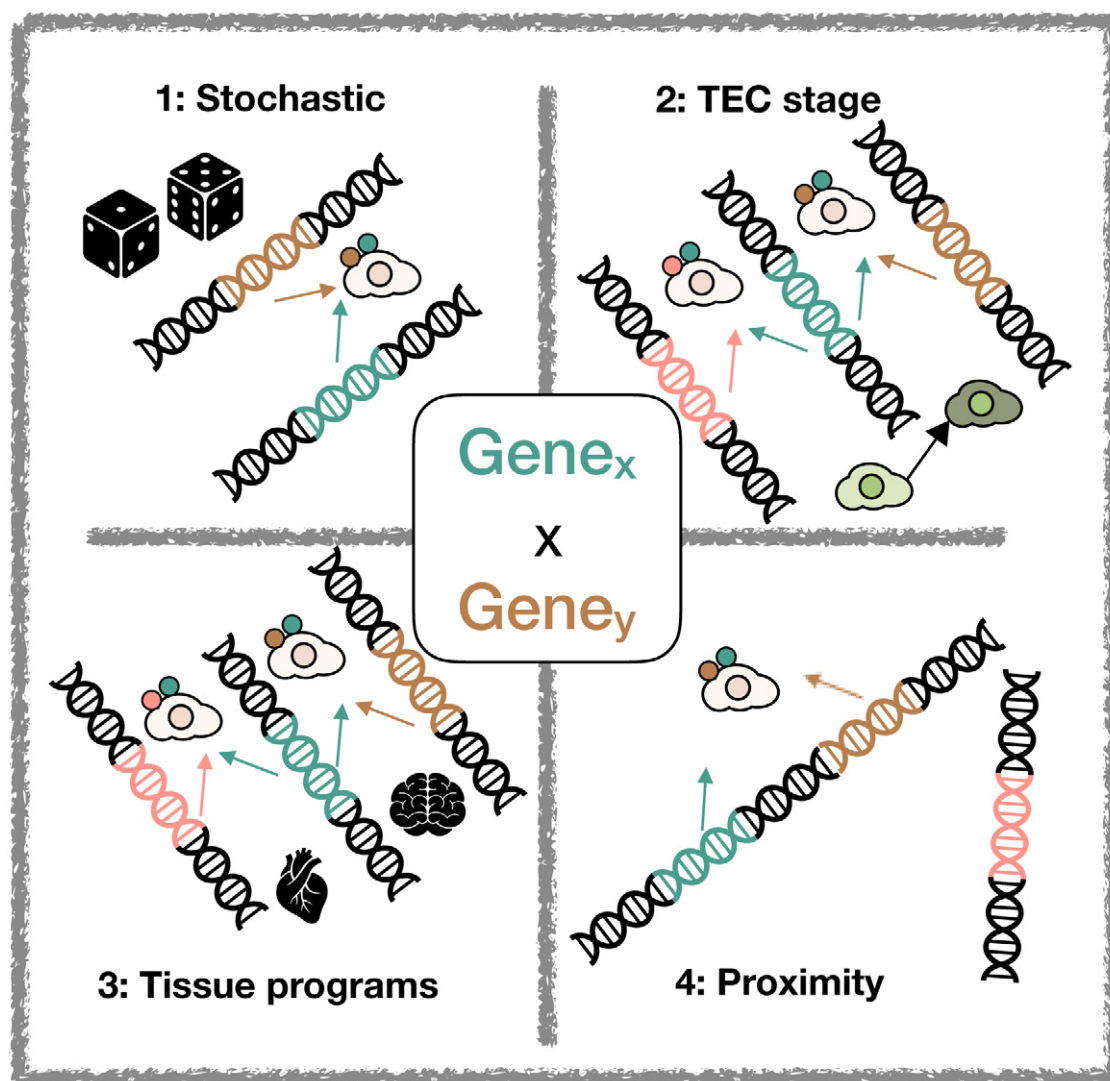 1: Stochastic
2: TEC stage
Genex
x
Geney
3: Tissue programs
4: Proximity